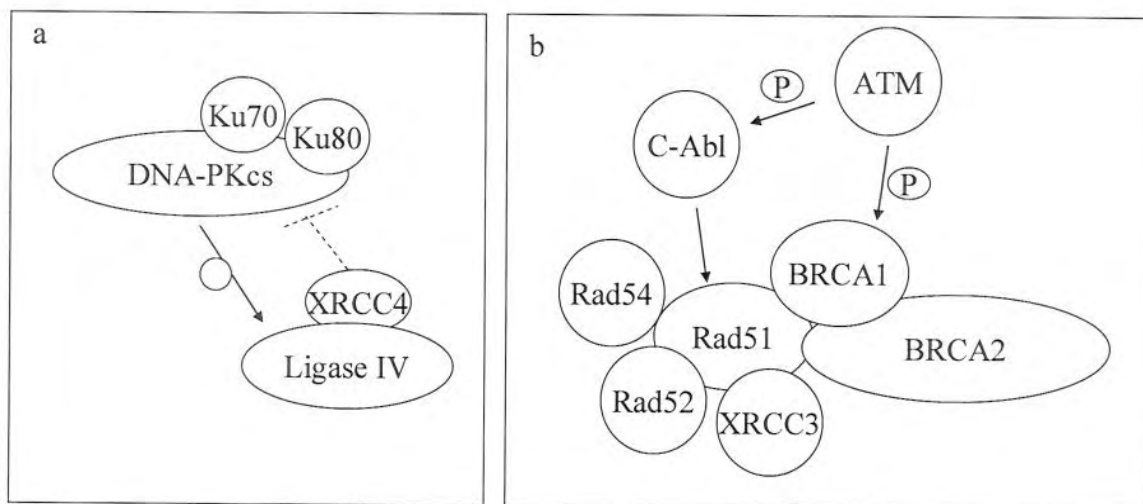 a
Ku70
Ku80
DNA-PKcs
XRCC4
Ligase IV
b
ATM
P
C-Abl
P
BRCA1
Rad54
Rad51
BRCA2
Rad52
XRCC3